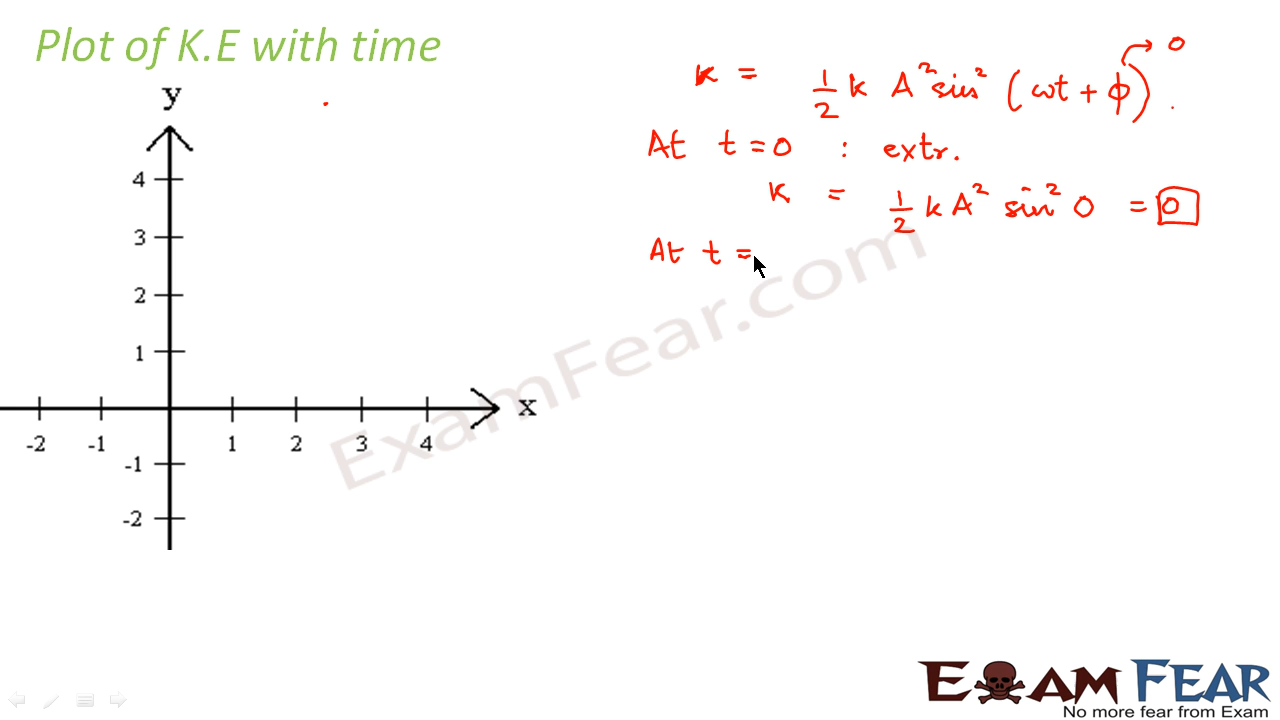 Plot of K.E with time
K = 1/2 k A² sin² (ωt + φ) → 0
At t = 0 : extr.
K = 1/2 k A² sin² 0 = 0
At t =
y
4
3
2
1
x
-2 -1 1 2 3 4
-1
-2
ExamFear.com
EXAM FEAR
No more fear from Exam